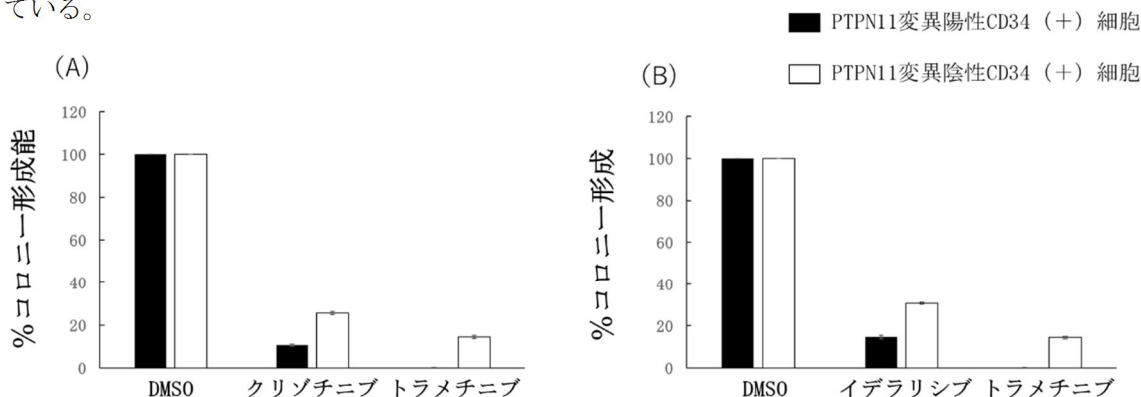 ている。
PTPN11変異陽性CD34（＋）細胞
PTPN11変異陰性CD34（＋）細胞
(A)
%コロニー形成能
120
100
80
60
40
20
0
DMSO クリゾチニブ トラメチニブ
(B)
%コロニー形成
120
100
80
60
40
20
0
DMSO イデラリシブ トラメチニブ